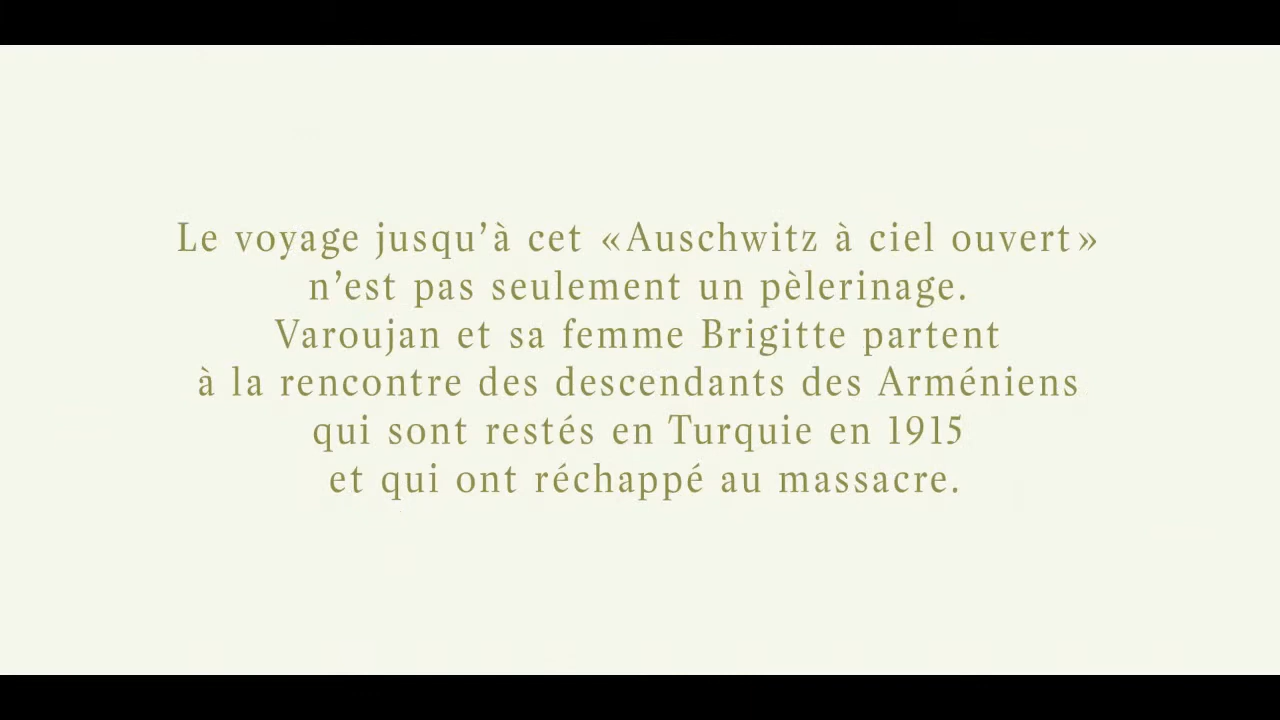 Le voyage jusqu’à cet «Auschwitz à ciel ouvert»
n’est pas seulement un pèlerinage.
Varoujan et sa femme Brigitte partent
à la rencontre des descendants des Arméniens
qui sont restés en Turquie en 1915
et qui ont réchappé au massacre.